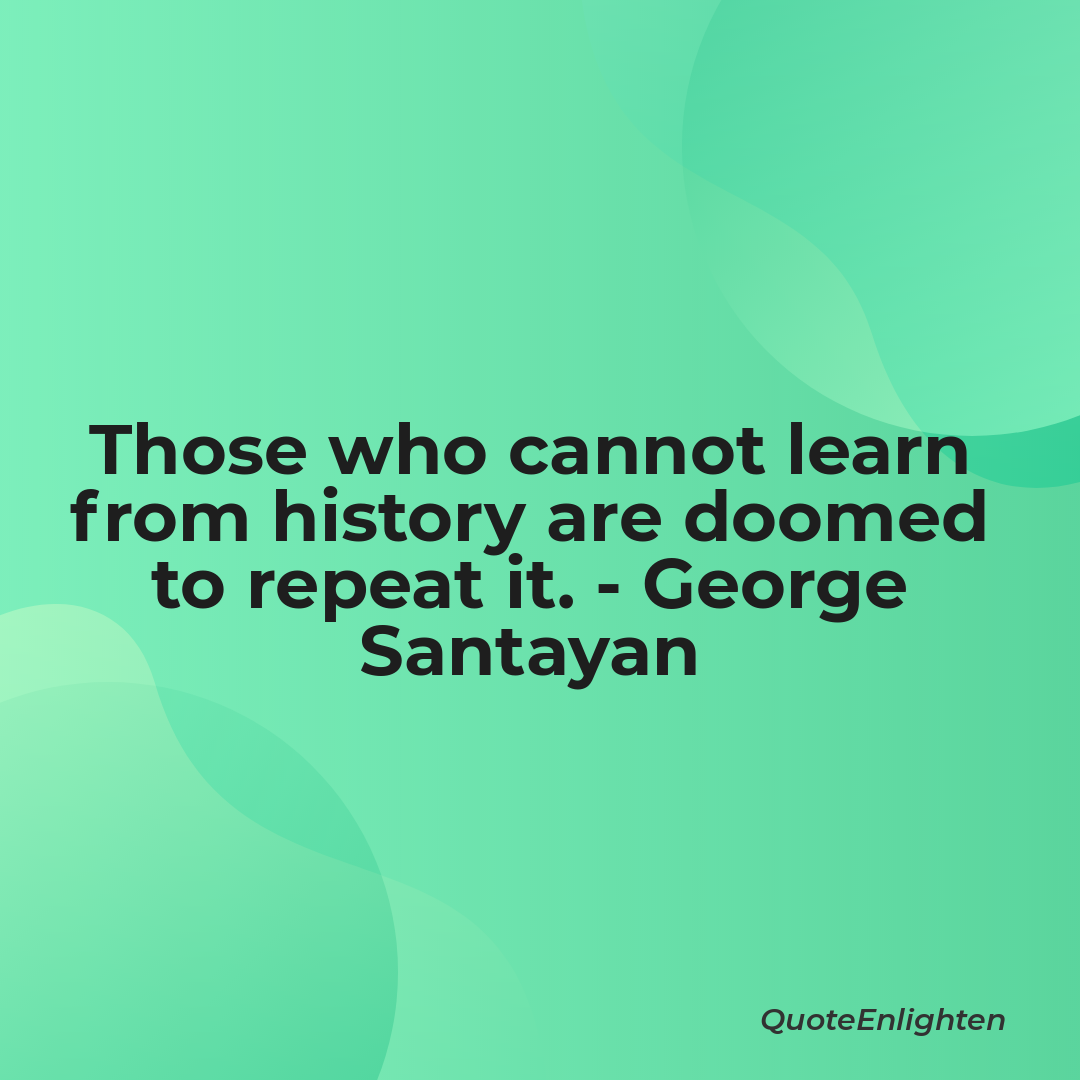 Those who cannot learn
from history are doomed
to repeat it. - George
Santayan
QuoteEnlighten